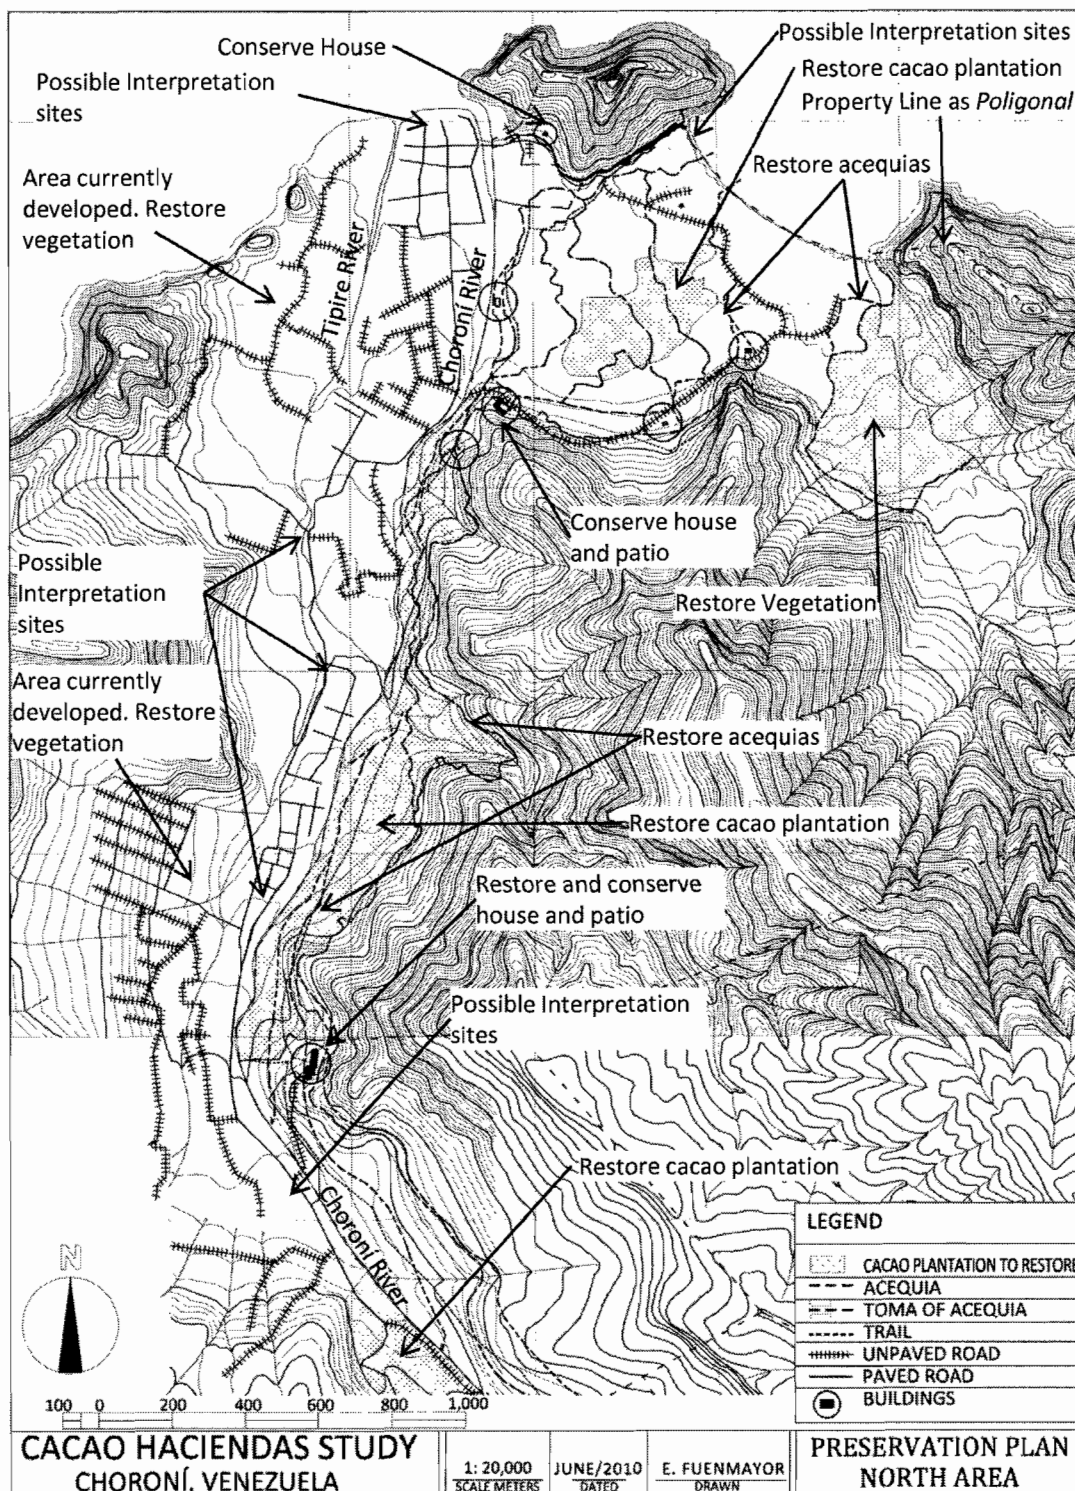 Conserve House
Possible Interpretation sites
Restore cacao plantation
Property Line as Poligonal
Possible Interpretation
sites
Restore acequias
Area currently
developed. Restore
vegetation
Tipire River
Choroní River
Conserve house
and patio
Possible
Interpretation
sites
Restore Vegetation
Area currently
developed. Restore
vegetation
Restore acequias
Restore cacao plantation
Restore and conserve
house and patio
Possible Interpretation
sites
Restore cacao plantation
Choroní River
N
LEGEND
CACAO PLANTATION TO RESTORE
ACEQUIA
TOMA OF ACEQUIA
TRAIL
UNPAVED ROAD
PAVED ROAD
BUILDINGS
100 0 200 400 600 800 1,000
CACAO HACIENDAS STUDY
CHORONÍ, VENEZUELA
1: 20,000
SCALE METERS
JUNE/2010
DATED
E. FUENMAYOR
DRAWN
PRESERVATION PLAN
NORTH AREA